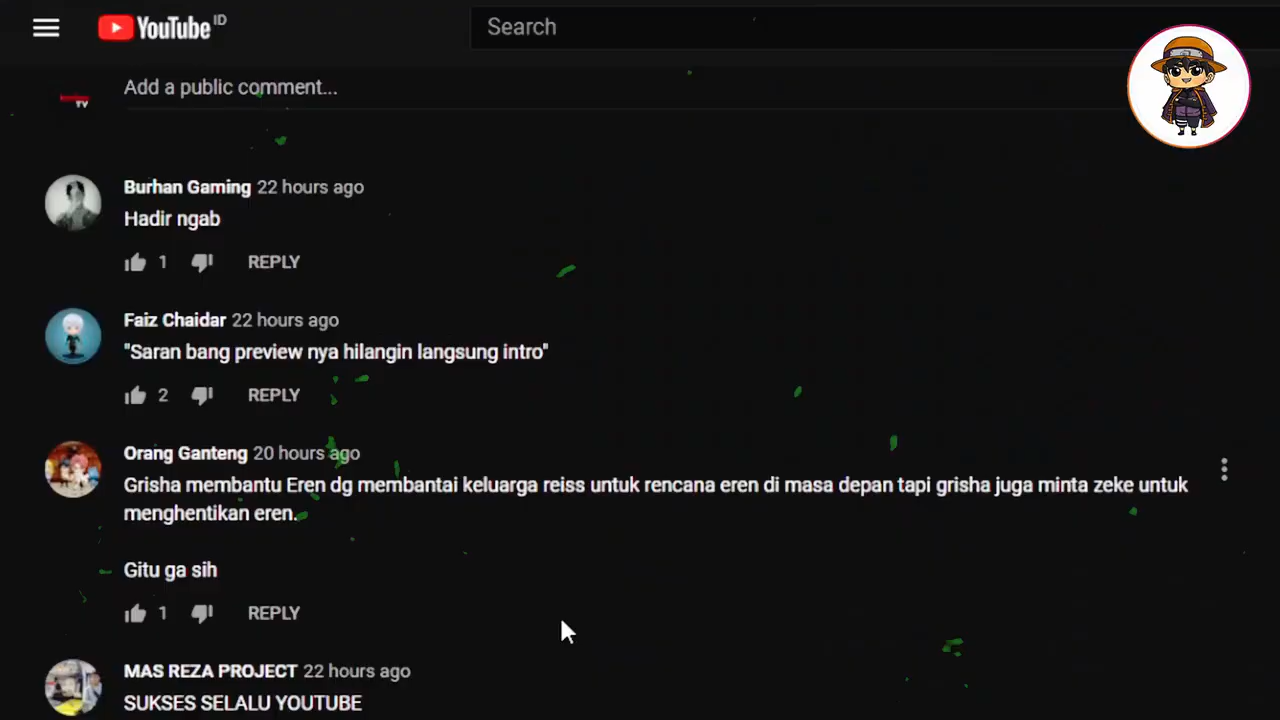 YouTube ID
Search
Add a public comment...
TV
Burhan Gaming 22 hours ago
Hadir ngab
1 REPLY
Faiz Chaidar 22 hours ago
"Saran bang preview nya hilangin langsung intro"
2 REPLY
Orang Ganteng 20 hours ago
Grisha membantu Eren dg membantai keluarga reiss untuk rencana eren di masa depan tapi grisha juga minta zeke untuk
menghentikan eren.
Gitu ga sih
1 REPLY
MAS REZA PROJECT 22 hours ago
SUKSES SELALU YOUTUBE